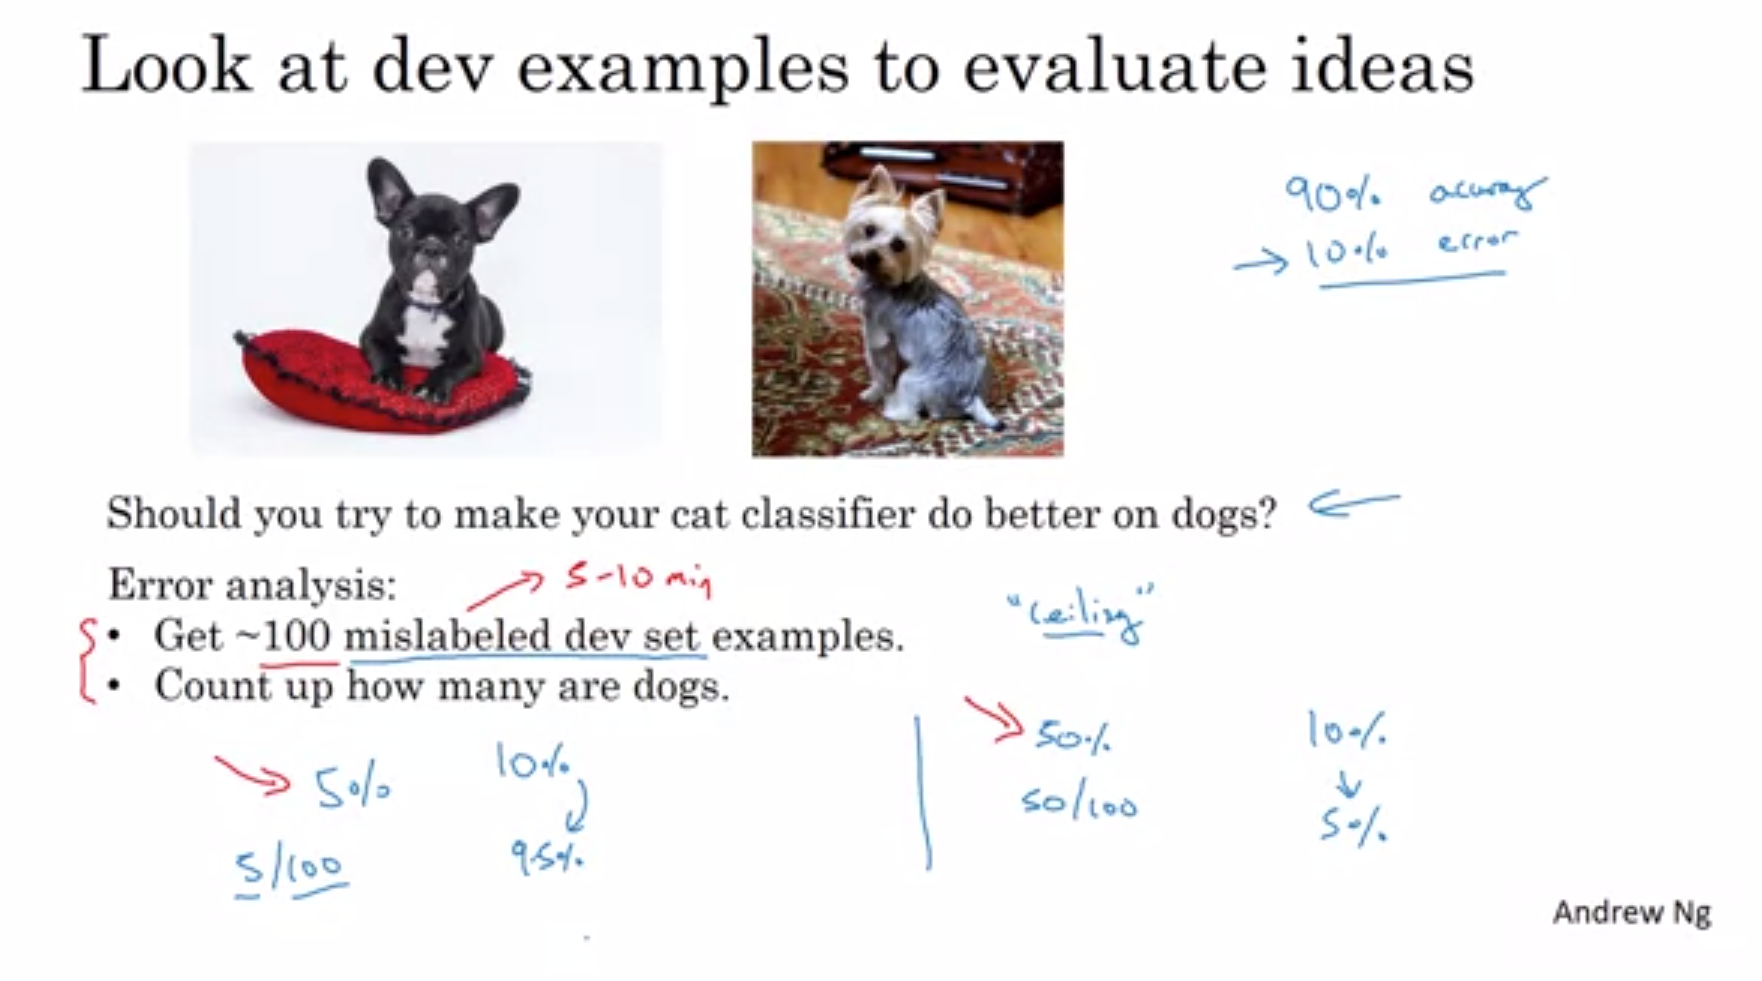 Look at dev examples to evaluate ideas
90% accuracy
→ 10% error
Should you try to make your cat classifier do better on dogs? ←
Error analysis:
→ 5-10 min
• Get ~100 mislabeled dev set examples.
• Count up how many are dogs.
"ceiling"
→ 5%
10%
5/100
9.5%
→ 50%
10%
50/100
↓
5%
Andrew Ng